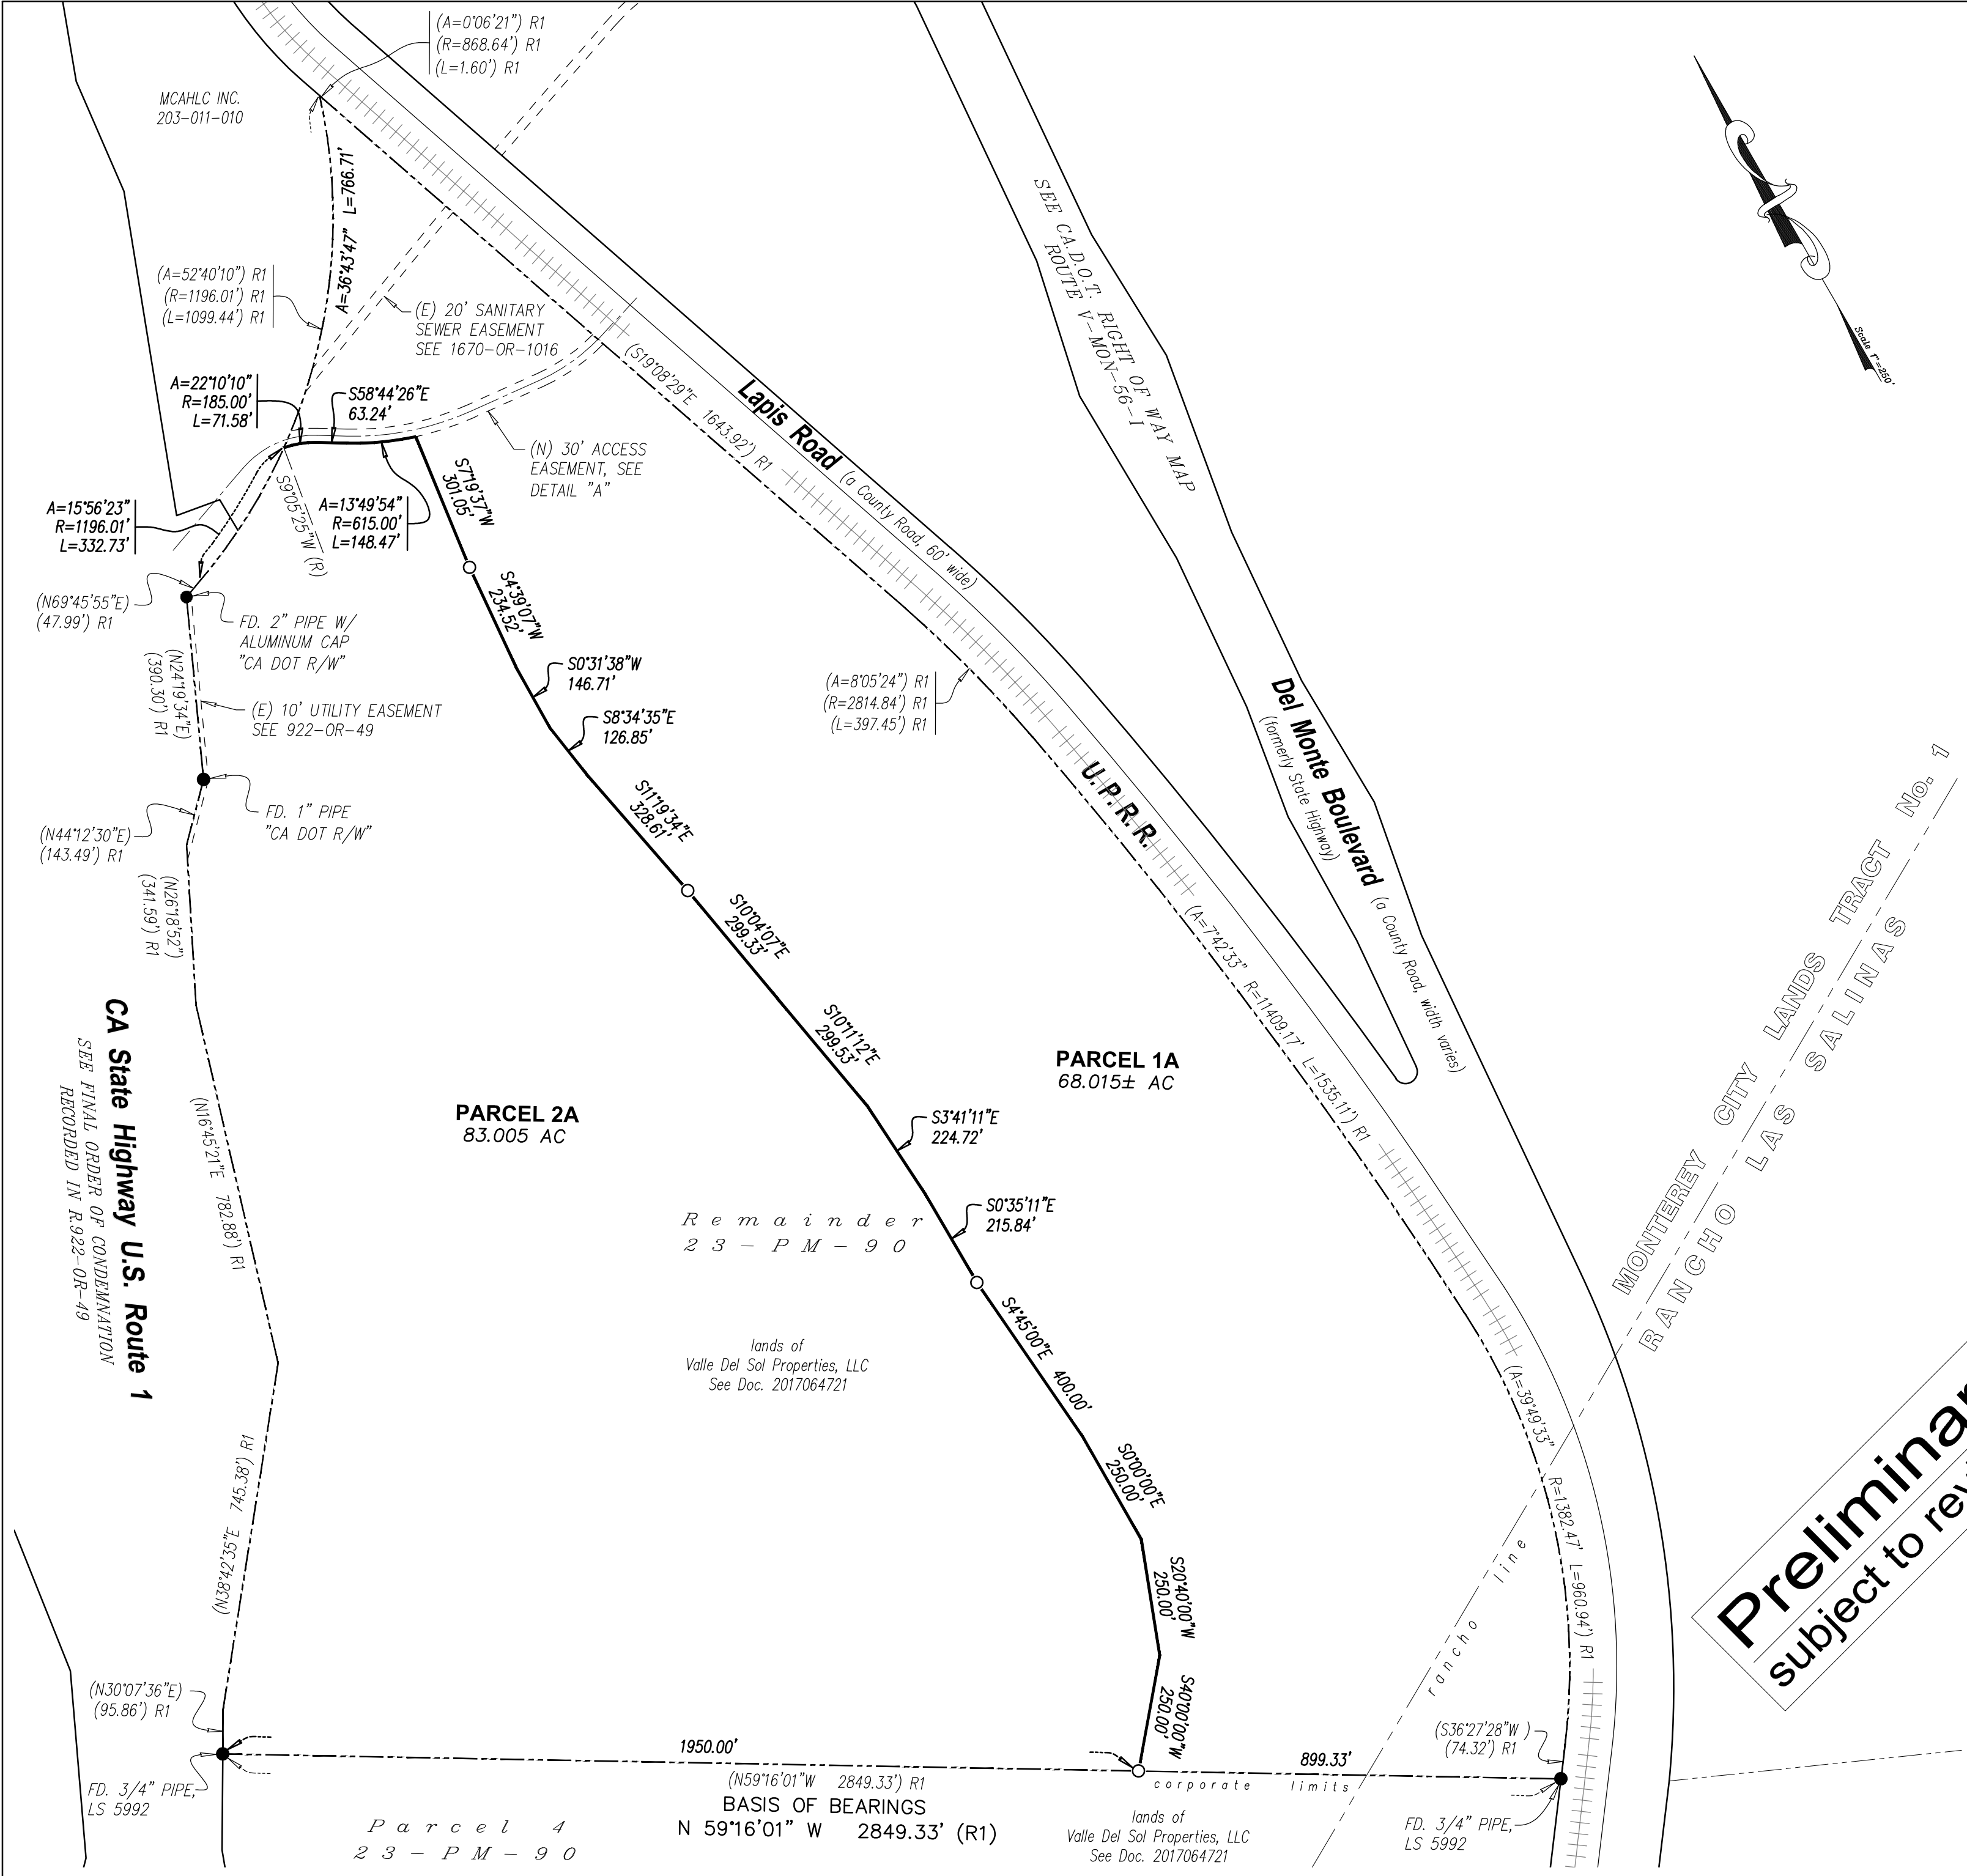 (A=0°06'21") R1
(R=868.64') R1
(L=1.60') R1
MCAHLC INC.
203-011-010
A=36°43'47" L=766.71'
(A=52°40'10") R1
(R=1196.01') R1
(L=1099.44') R1
(E) 20' SANITARY
SEWER EASEMENT
SEE 1670-OR-1016
A=22°10'10"
R=185.00'
L=71.58'
S58°44'26"E
63.24'
(N) 30' ACCESS
EASEMENT, SEE
DETAIL "A"
S9°05'25"W (R)
A=13°49'54"
R=615.00'
L=148.47'
A=15°56'23"
R=1196.01'
L=332.73'
(N69°45'55"E)
(47.99') R1
FD. 2" PIPE W/
ALUMINUM CAP
"CA DOT R/W"
(N24°19'34"E)
(390.30') R1
(E) 10' UTILITY EASEMENT
SEE 922-OR-49
FD. 1" PIPE
"CA DOT R/W"
(N44°12'30"E)
(143.49') R1
(N26°18'52")
(341.59') R1
CA State Highway U.S. Route 1
SEE FINAL ORDER OF CONDEMNATION
RECORDED IN R.922-OR-49
(N16°45'21"E 782.88') R1
(N38°42'35"E 745.38') R1
(N30°07'36"E)
(95.86') R1
FD. 3/4" PIPE,
LS 5992
S7°19'37"W
301.05'
S4°39'07"W
234.52'
S0°31'38"W
146.71'
S8°34'35"E
126.85'
S11°19'34"E
328.61'
S10°04'07"E
299.33'
S10°11'12"E
299.53'
S3°41'11"E
224.72'
S0°35'11"E
215.84'
S4°45'00"E 400.00'
S0°00'00"E
250.00'
S20°40'00"W
250.00'
S40°00'00"W
250.00'
PARCEL 2A
83.005 AC
PARCEL 1A
68.015± AC
Remainder
23-PM-90
lands of
Valle Del Sol Properties, LLC
See Doc. 2017064721
(S19°08'29"E 1643.92') R1
Lapis Road (a County Road, 60' wide)
(A=8°05'24") R1
(R=2814.84') R1
(L=397.45') R1
U.P.R.R.
(A=7°42'33" R=11409.17' L=1535.11') R1
(A=39°49'33" R=1382.47' L=960.94') R1
SEE CA.D.O.T. RIGHT OF WAY MAP
ROUTE V-MON-56-I
Del Monte Boulevard (a County Road, width varies)
(formerly State Highway)
Scale 1"=250'
MONTEREY CITY LANDS TRACT No. 1
RANCHO LAS SALINAS
rancho line
(S36°27'28"W )
(74.32') R1
1950.00'
899.33'
(N59°16'01"W 2849.33') R1
BASIS OF BEARINGS
N 59°16'01" W 2849.33' (R1)
corporate limits
Parcel 4
23-PM-90
lands of
Valle Del Sol Properties, LLC
See Doc. 2017064721
FD. 3/4" PIPE,
LS 5992
Preliminar
subject to rev